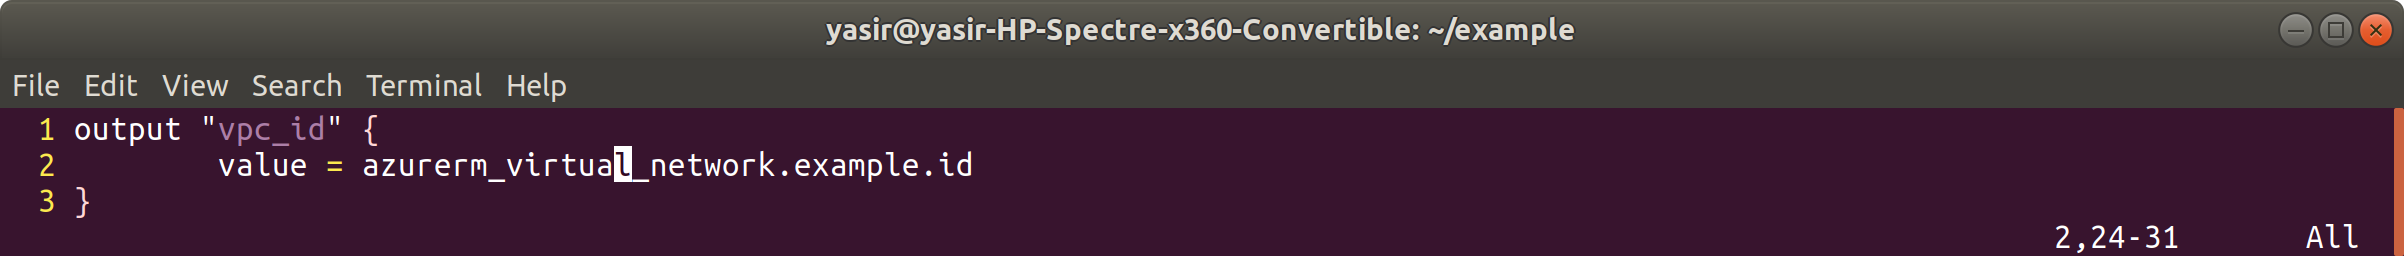 yasir@yasir-HP-Spectre-x360-Convertible: ~/example
File Edit View Search Terminal Help
1 output "vpc_id" {
2         value = azurerm_virtual_network.example.id
3 }
2,24-31 All